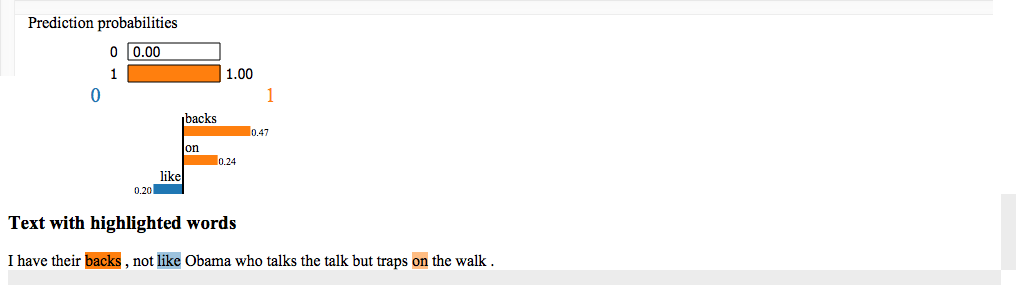 Prediction probabilities
0 0.00
1 1.00
0 1
backs
0.47
on
0.24
like
0.20
Text with highlighted words
I have their backs , not like Obama who talks the talk but traps on the walk .